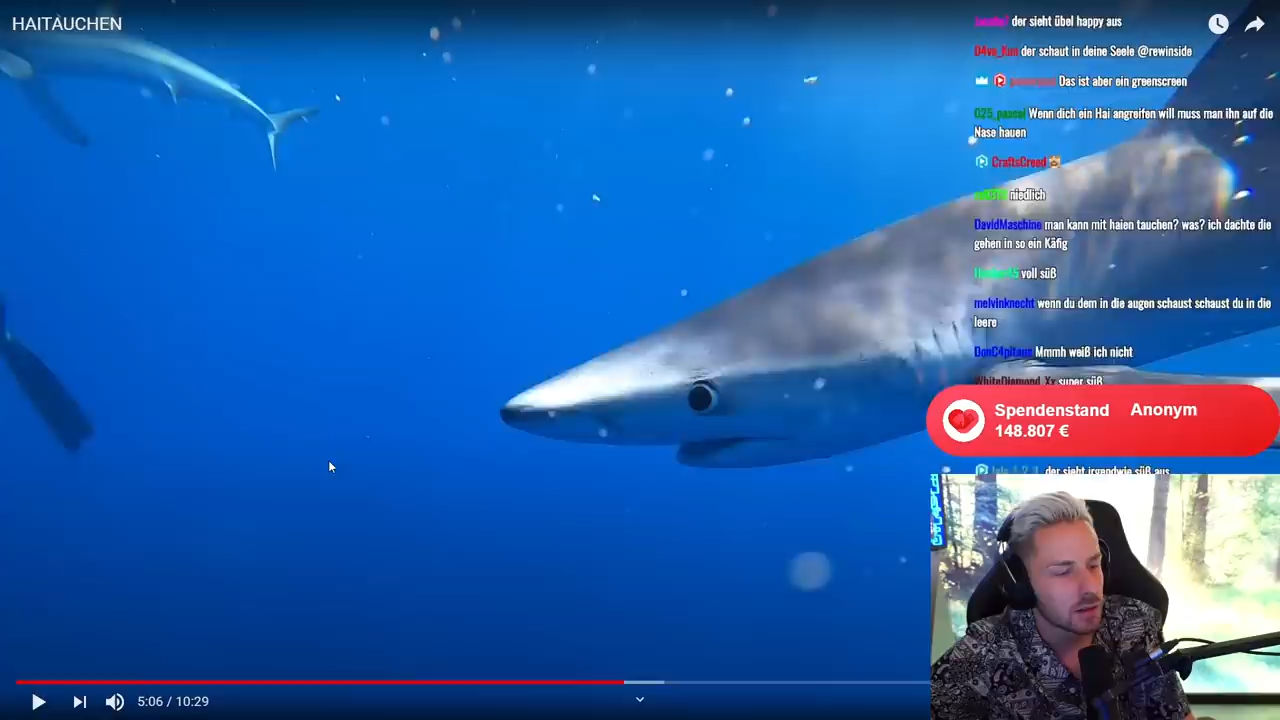 HAITAUCHEN
der sieht übel happy aus
der schaut in deine Seele @rewinside
Das ist aber ein greenscreen
Wenn dich ein Hai angreifen will muss man ihn auf die
Nase hauen
CraftsCreed
niedlich
DavidMaschine man kann mit haien tauchen? was? ich dachte die
gehen in so ein Käfig
voll süß
melvinknecht wenn du dem in die augen schaust schaust du in die
leere
Mmmh weiß ich nicht
WhiteDiamond_Xx super süß
Spendenstand Anonym
148.807 €
der sieht irgendwie süß aus
5:06 / 10:29